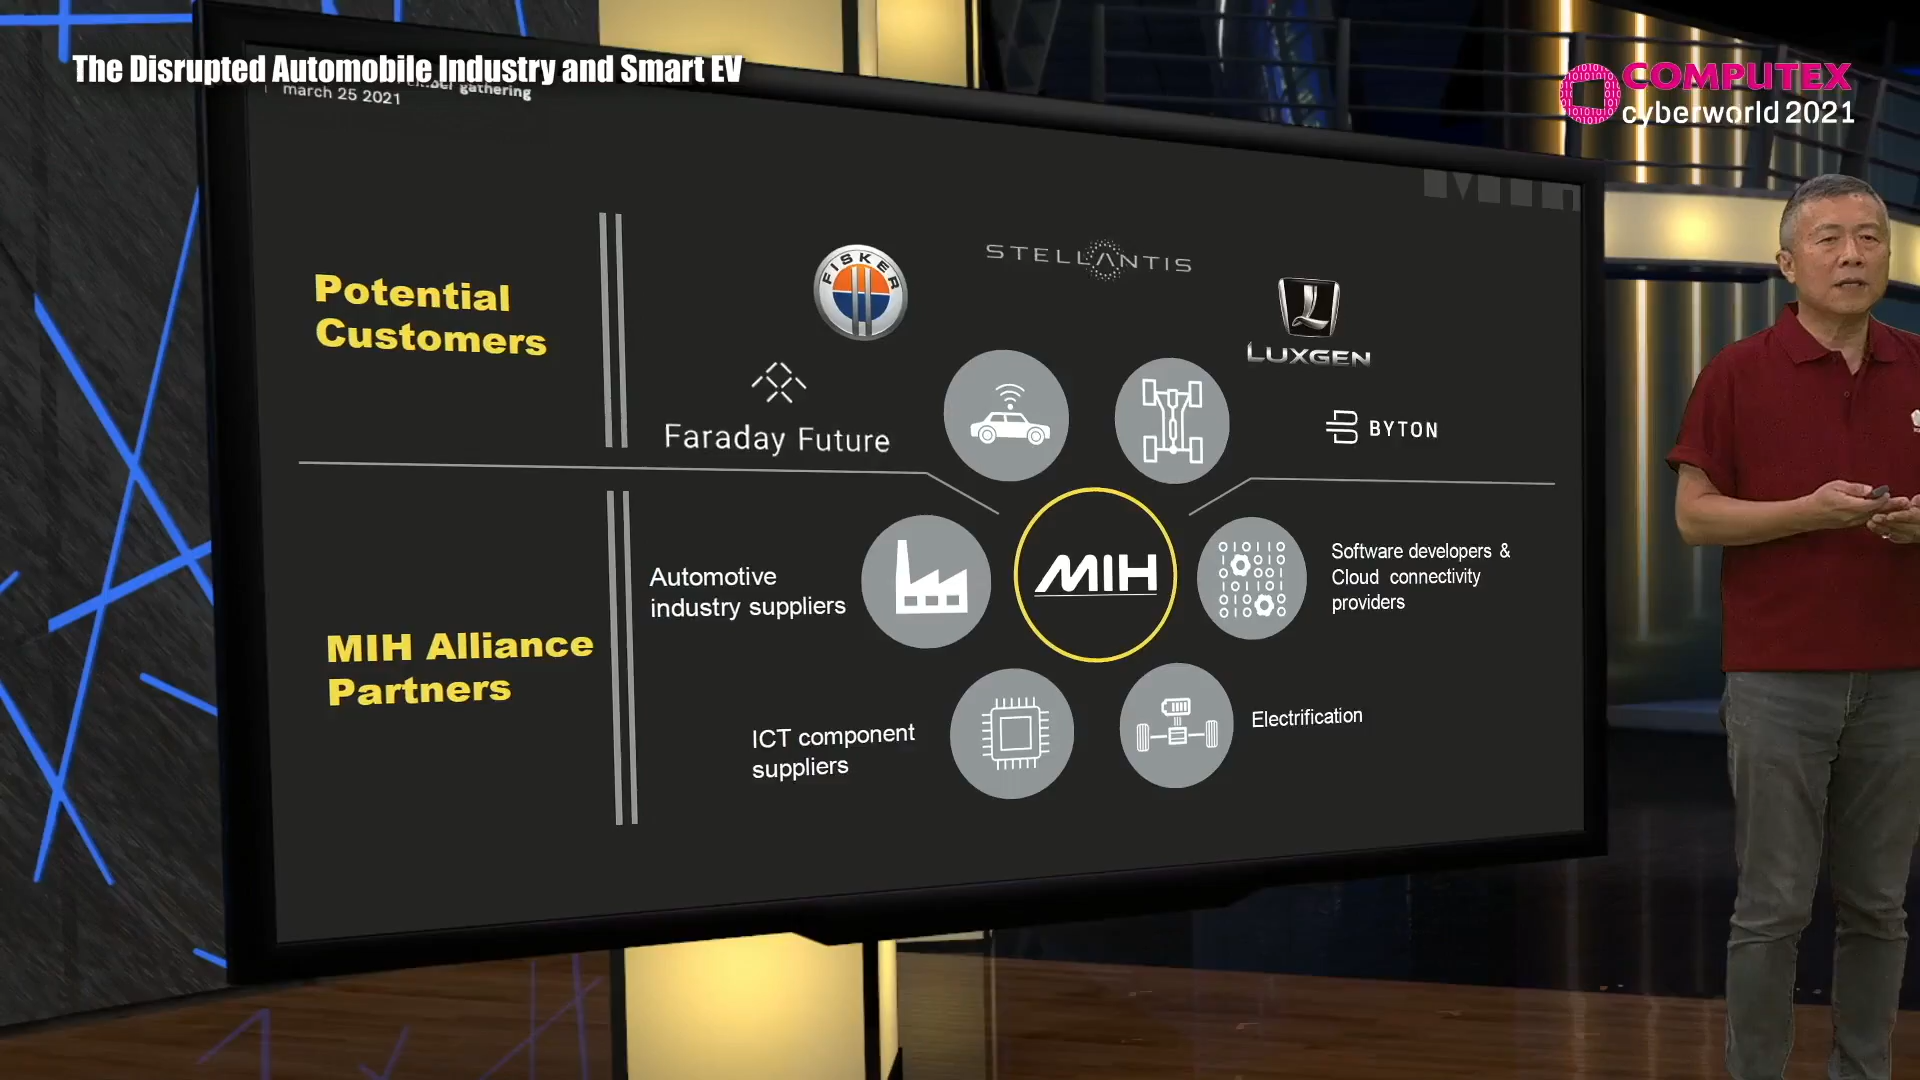 The Disrupted Automobile Industry and Smart EV
gathering
march 25 2021
COMPUTEX
cyberworld 2021
Potential
Customers
FISKER
STELLANTIS
LUXGEN
Faraday Future
BYTON
MIH Alliance
Partners
Automotive
industry suppliers
MIH
Software developers &
Cloud connectivity
providers
ICT component
suppliers
Electrification